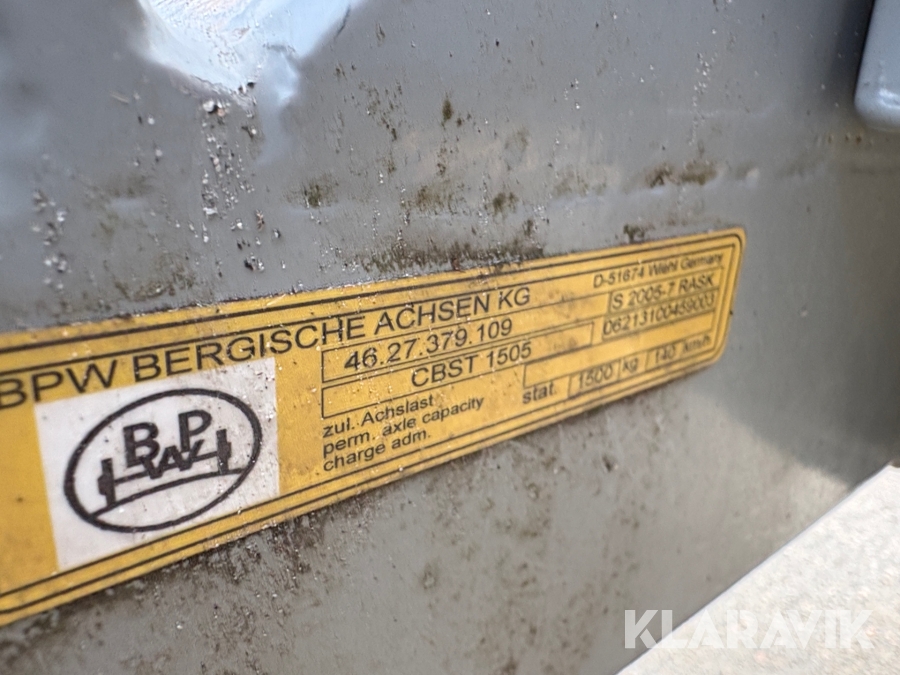 BPW BERGISCHE ACHSEN KG
D-51674 Wiehl Germany
46.27.379.109
S 2005-7 RASK
CBST 1505
06213100459003
zul. Achslast
perm. axle capacity
charge adm.
stat. 1500 kg / 140 km/h
BPW
KLARAVIK